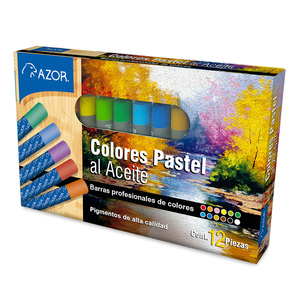 AZOR
Colores Pastel
al Aceite
Barras profesionales de colores
Pigmentos de alta calidad
Cont. 12 Piezas